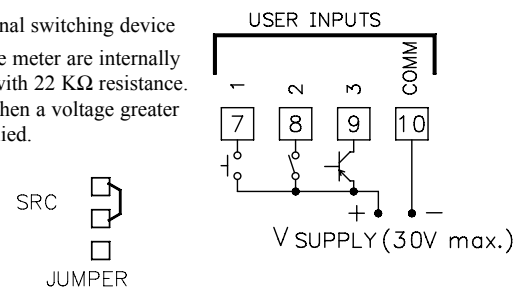 nal switching device
e meter are internally
with 22 KΩ resistance.
hen a voltage greater
ied.
USER INPUTS
1 2 3 COMM
7 8 9 10
+ −
V SUPPLY (30V max.)
SRC
JUMPER